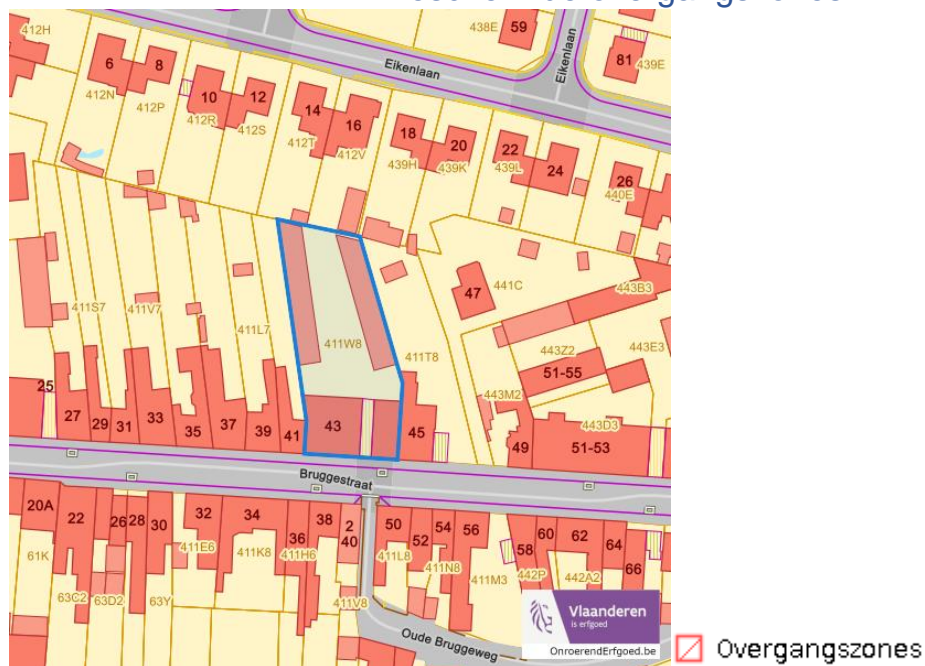 412H
438E
59
Eikenlaan
Eikenlaan
81
439E
6
8
412N
412P
10
12
412R
412S
14
16
412T
412V
18
20
439H
439K
22
24
439L
26
440E
47
441C
443B3
411S7
411V7
411L7
411W8
411T8
443Z2
443E3
51-55
443M2
25
27
29
31
33
35
37
39
41
43
45
49
443D3
51-53
Bruggestraat
20A
22
26
28
30
32
34
36
38
2
40
50
52
54
56
58
60
62
64
66
61K
63C2
63D2
63Y
411E6
411K8
411H6
411V8
411L8
411N8
411M3
442P
442A2
Oude Bruggeweg
Vlaanderen
is erfgoed
OnroerendErfgoed.be
Overgangszones